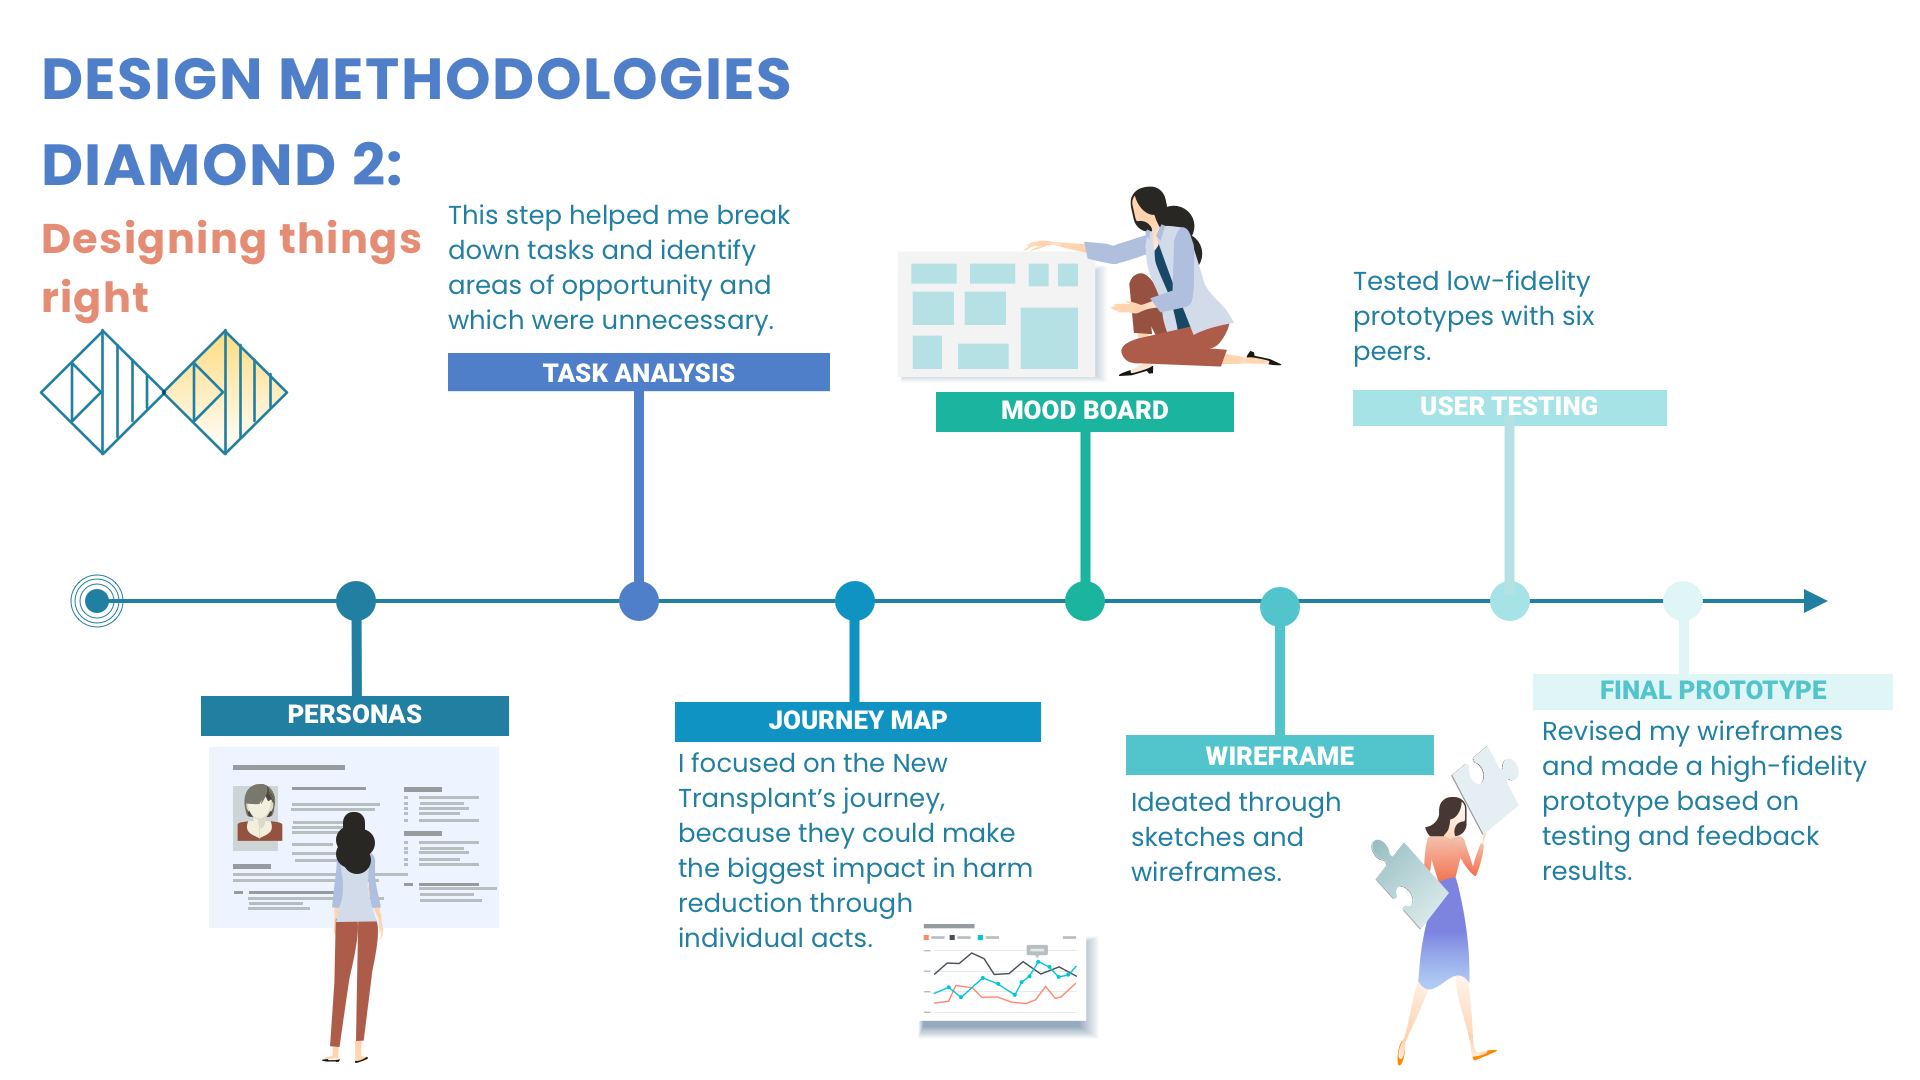 DESIGN METHODOLOGIES
DIAMOND 2:
Designing things
right
This step helped me break
down tasks and identify
areas of opportunity and
which were unnecessary.
TASK ANALYSIS
MOOD BOARD
Tested low-fidelity
prototypes with six
peers.
USER TESTING
PERSONAS
JOURNEY MAP
I focused on the New
Transplant’s journey,
because they could make
the biggest impact in harm
reduction through
individual acts.
WIREFRAME
Ideated through
sketches and
wireframes.
FINAL PROTOTYPE
Revised my wireframes
and made a high-fidelity
prototype based on
testing and feedback
results.